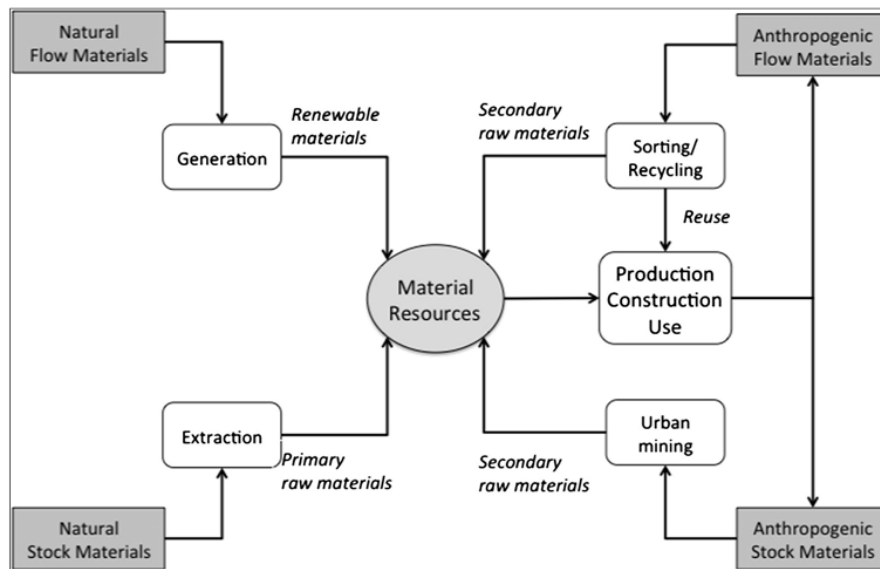 Natural
Flow Materials
Anthropogenic
Flow Materials
Renewable
materials
Secondary
raw materials
Generation
Sorting/
Recycling
Reuse
Material
Resources
Production
Construction
Use
Extraction
Urban
mining
Primary
raw materials
Secondary
raw materials
Natural
Stock Materials
Anthropogenic
Stock Materials